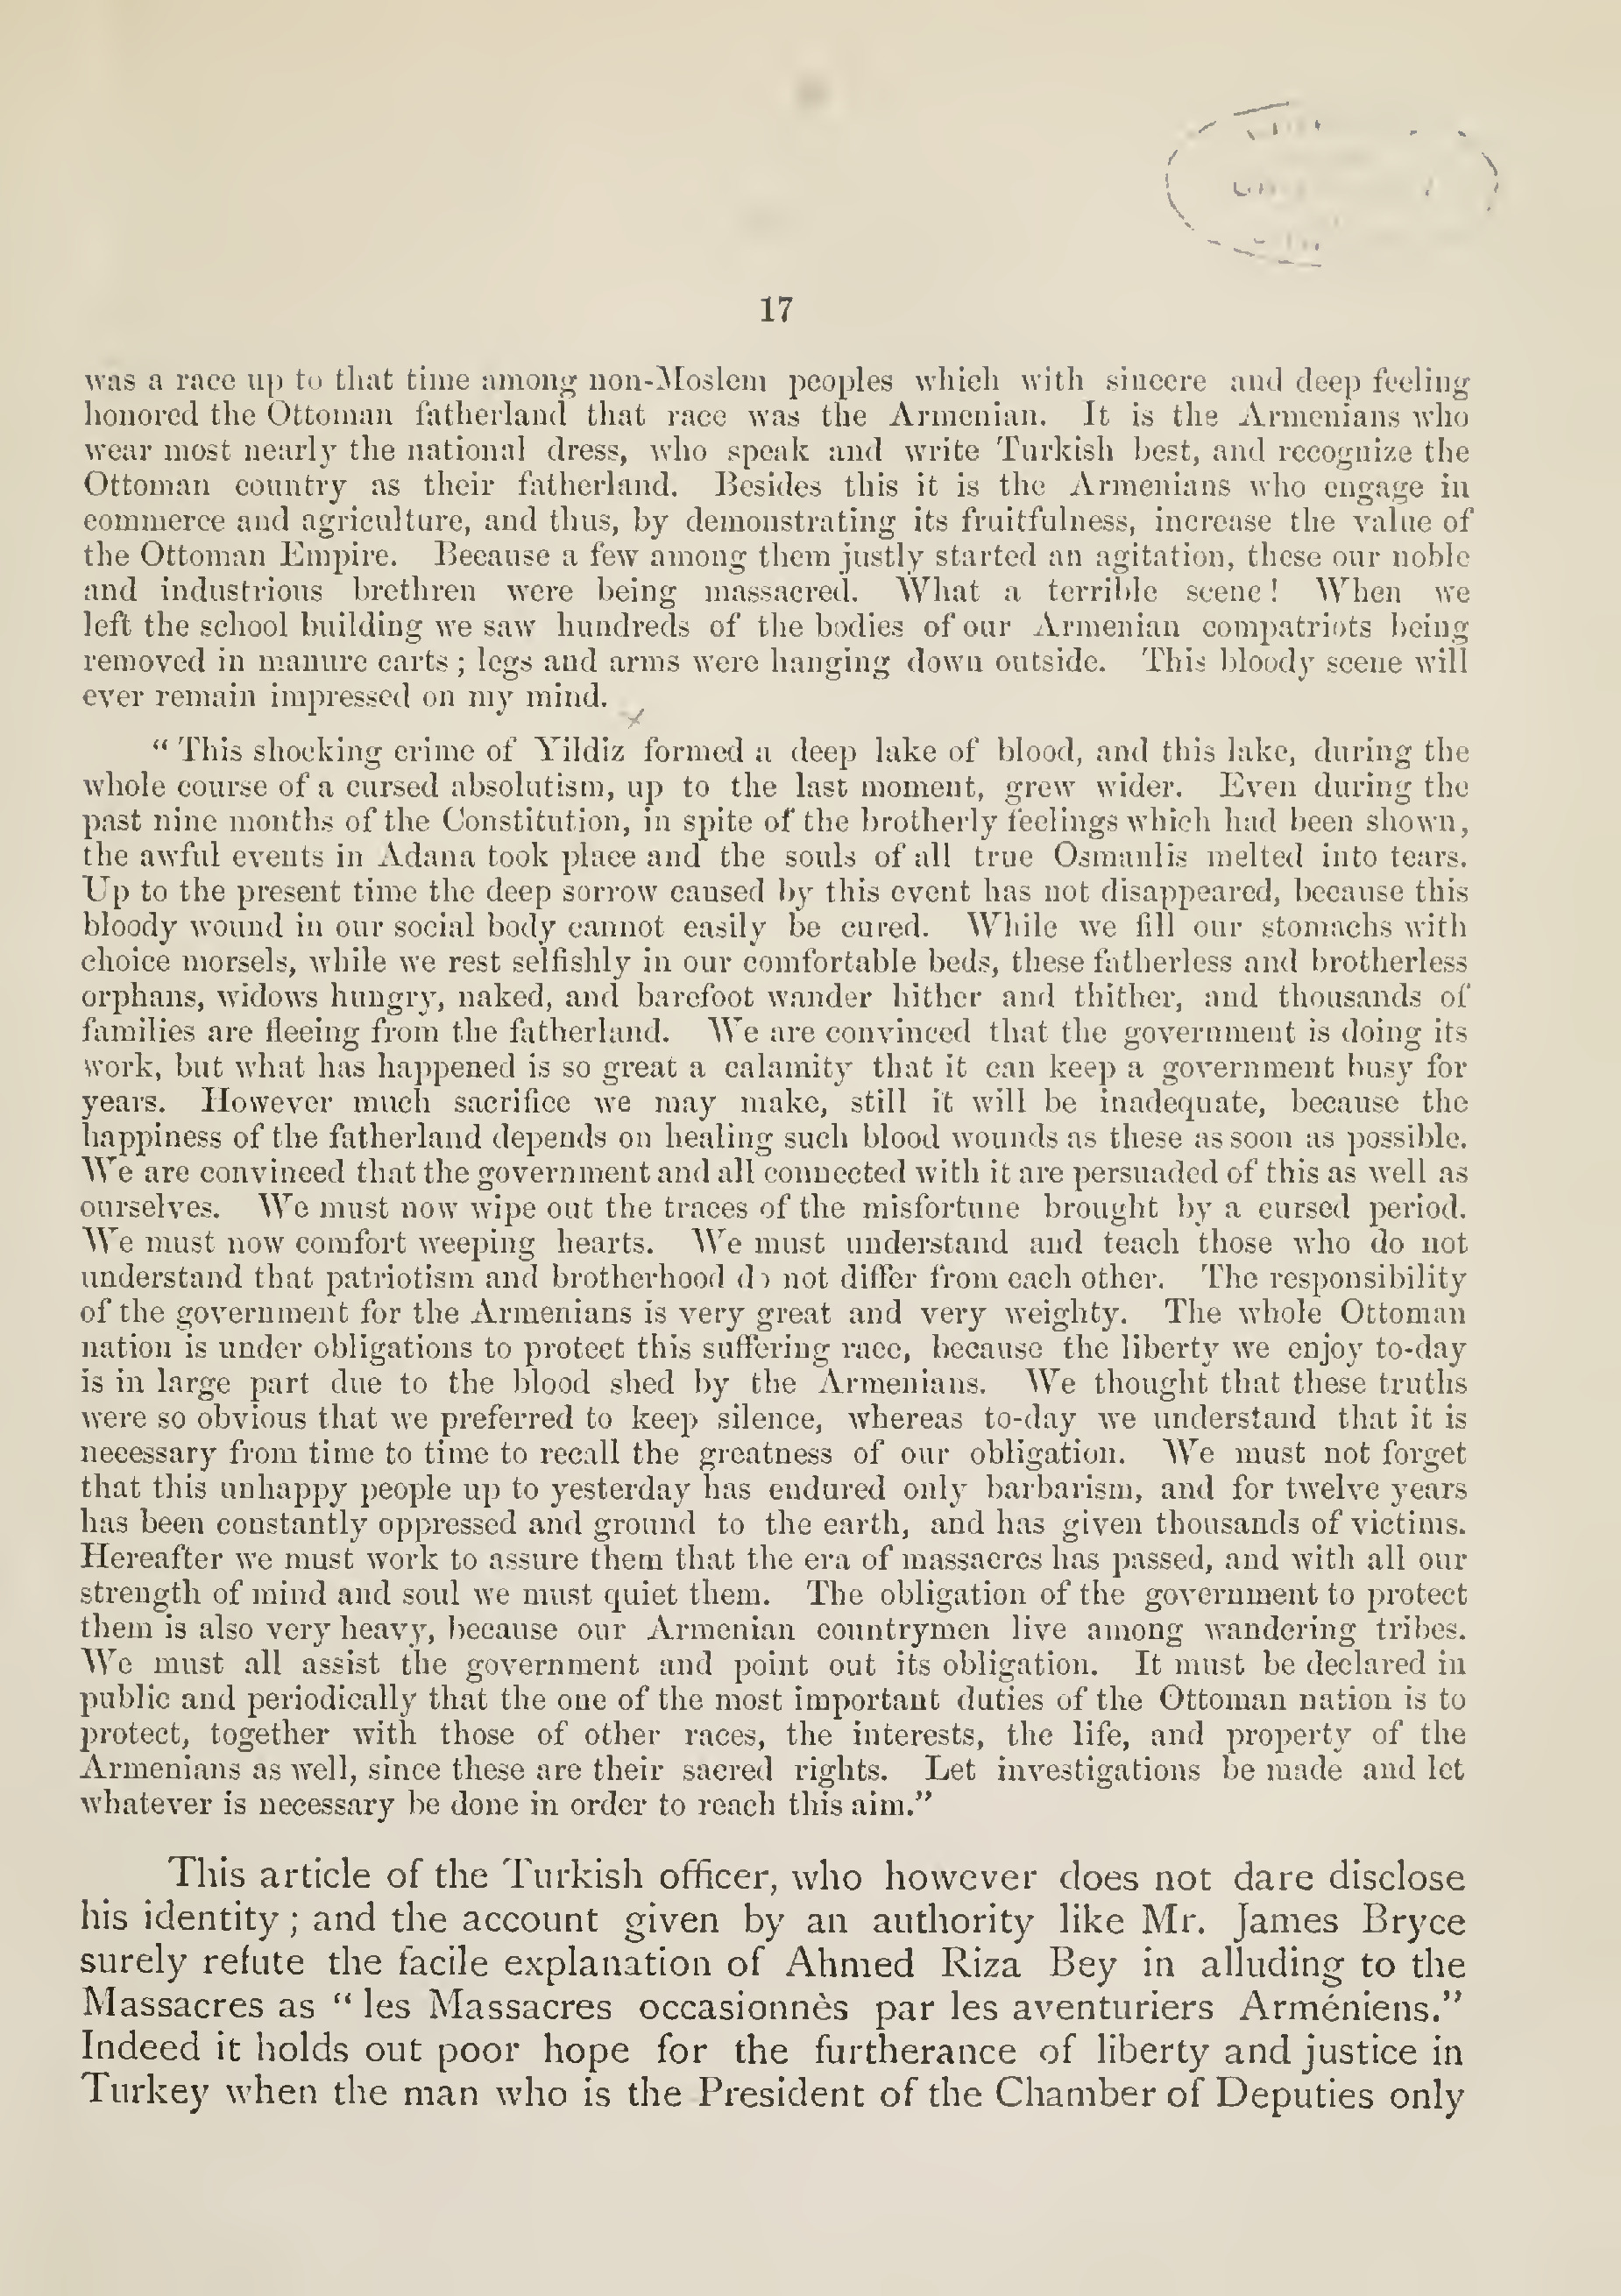 17
was a race up to that time among non-Moslem peoples which with sincere and deep feeling
honored the Ottoman fatherland that race was the Armenian. It is the Armenians who
wear most nearly the national dress, who speak and write Turkish best, and recognize the
Ottoman country as their fatherland. Besides this it is the Armenians who engage in
commerce and agriculture, and thus, by demonstrating its fruitfulness, increase the value of
the Ottoman Empire. Because a few among them justly started an agitation, these our noble
and industrious brethren were being massacred. What a terrible scene! When we
left the school building we saw hundreds of the bodies of our Armenian compatriots being
removed in manure carts; legs and arms were hanging down outside. This bloody scene will
ever remain impressed on my mind.
“This shocking crime of Yildiz formed a deep lake of blood, and this lake, during the
whole course of a cursed absolutism, up to the last moment, grew wider. Even during the
past nine months of the Constitution, in spite of the brotherly feelings which had been shown,
the awful events in Adana took place and the souls of all true Osmanlis melted into tears.
Up to the present time the deep sorrow caused by this event has not disappeared, because this
bloody wound in our social body cannot easily be cured. While we fill our stomachs with
choice morsels, while we rest selfishly in our comfortable beds, these fatherless and brotherless
orphans, widows hungry, naked, and barefoot wander hither and thither, and thousands of
families are fleeing from the fatherland. We are convinced that the government is doing its
work, but what has happened is so great a calamity that it can keep a government busy for
years. However much sacrifice we may make, still it will be inadequate, because the
happiness of the fatherland depends on healing such blood wounds as these as soon as possible.
We are convinced that the government and all connected with it are persuaded of this as well as
ourselves. We must now wipe out the traces of the misfortune brought by a cursed period.
We must now comfort weeping hearts. We must understand and teach those who do not
understand that patriotism and brotherhood do not differ from each other. The responsibility
of the government for the Armenians is very great and very weighty. The whole Ottoman
nation is under obligations to protect this suffering race, because the liberty we enjoy to-day
is in large part due to the blood shed by the Armenians. We thought that these truths
were so obvious that we preferred to keep silence, whereas to-day we understand that it is
necessary from time to time to recall the greatness of our obligation. We must not forget
that this unhappy people up to yesterday has endured only barbarism, and for twelve years
has been constantly oppressed and ground to the earth, and has given thousands of victims.
Hereafter we must work to assure them that the era of massacres has passed, and with all our
strength of mind and soul we must quiet them. The obligation of the government to protect
them is also very heavy, because our Armenian countrymen live among wandering tribes.
We must all assist the government and point out its obligation. It must be declared in
public and periodically that the one of the most important duties of the Ottoman nation is to
protect, together with those of other races, the interests, the life, and property of the
Armenians as well, since these are their sacred rights. Let investigations be made and let
whatever is necessary be done in order to reach this aim.”
This article of the Turkish officer, who however does not dare disclose
his identity; and the account given by an authority like Mr. James Bryce
surely refute the facile explanation of Ahmed Riza Bey in alluding to the
Massacres as “les Massacres occasionnès par les aventuriers Arméniens.”
Indeed it holds out poor hope for the furtherance of liberty and justice in
Turkey when the man who is the President of the Chamber of Deputies only